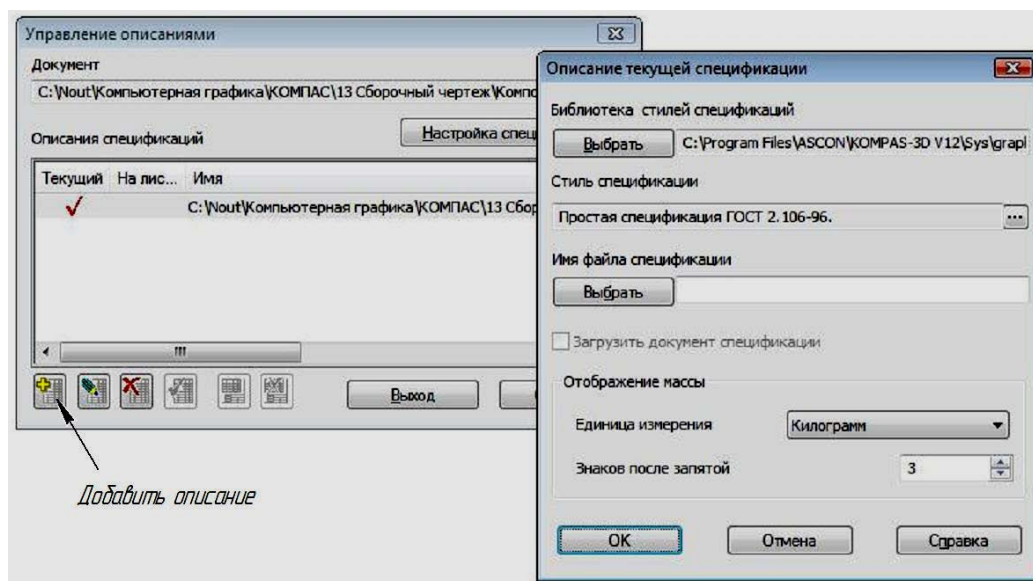 Управление описаниями
Документ
C:\Nout\Компьютерная графика\КОМПАС\13 Сборочный чертеж\Компо
Описания спецификаций
Настройка спец
Текущий На лис... Имя
C:\Nout\Компьютерная графика\КОМПАС\13 Сбор
Выход
Добавить описание
Описание текущей спецификации
Библиотека стилей спецификаций
Выбрать C:\Program Files\ASCON\KOMPAS-3D V12\Sys\grapl
Стиль спецификации
Простая спецификация ГОСТ 2.106-96. ...
Имя файла спецификации
Выбрать
Загрузить документ спецификации
Отображение массы
Единица измерения Килограмм
Знаков после запятой 3
OK Отмена Справка